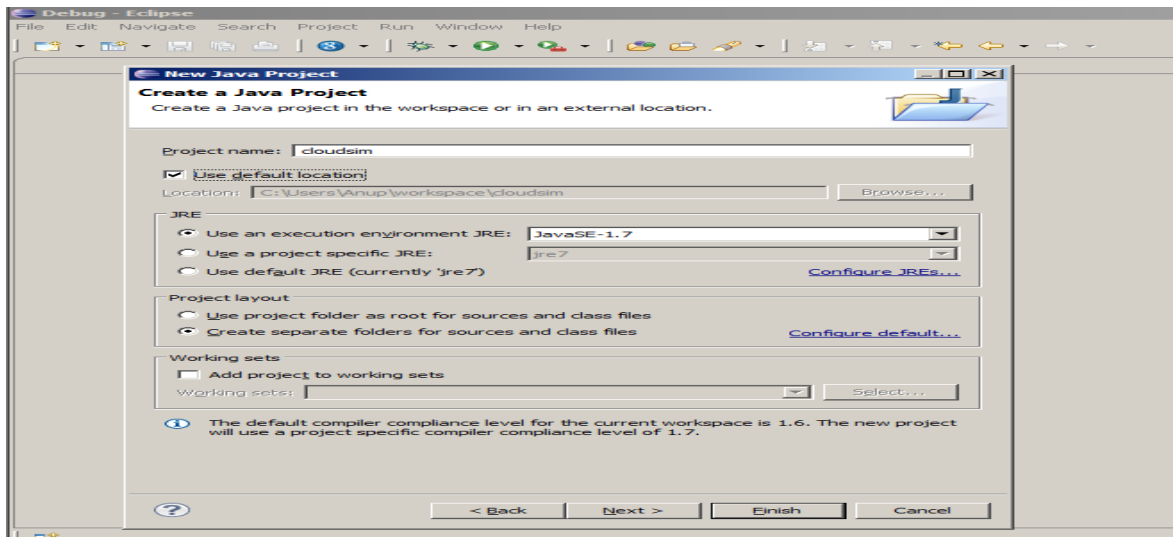 Debug - Eclipse
File Edit Navigate Search Project Run Window Help
New Java Project
Create a Java Project
Create a Java project in the workspace or in an external location.
Project name: cloudsim
Use default location
Location: C:\Users\Anup\workspace\cloudsim Browse...
JRE
Use an execution environment JRE: JavaSE-1.7
Use a project specific JRE: jre7
Use default JRE (currently 'jre7') Configure JREs...
Project layout
Use project folder as root for sources and class files
Create separate folders for sources and class files Configure default...
Working sets
Add project to working sets
Working sets: Select...
The default compiler compliance level for the current workspace is 1.6. The new project
will use a project specific compiler compliance level of 1.7.
? < Back Next > Finish Cancel